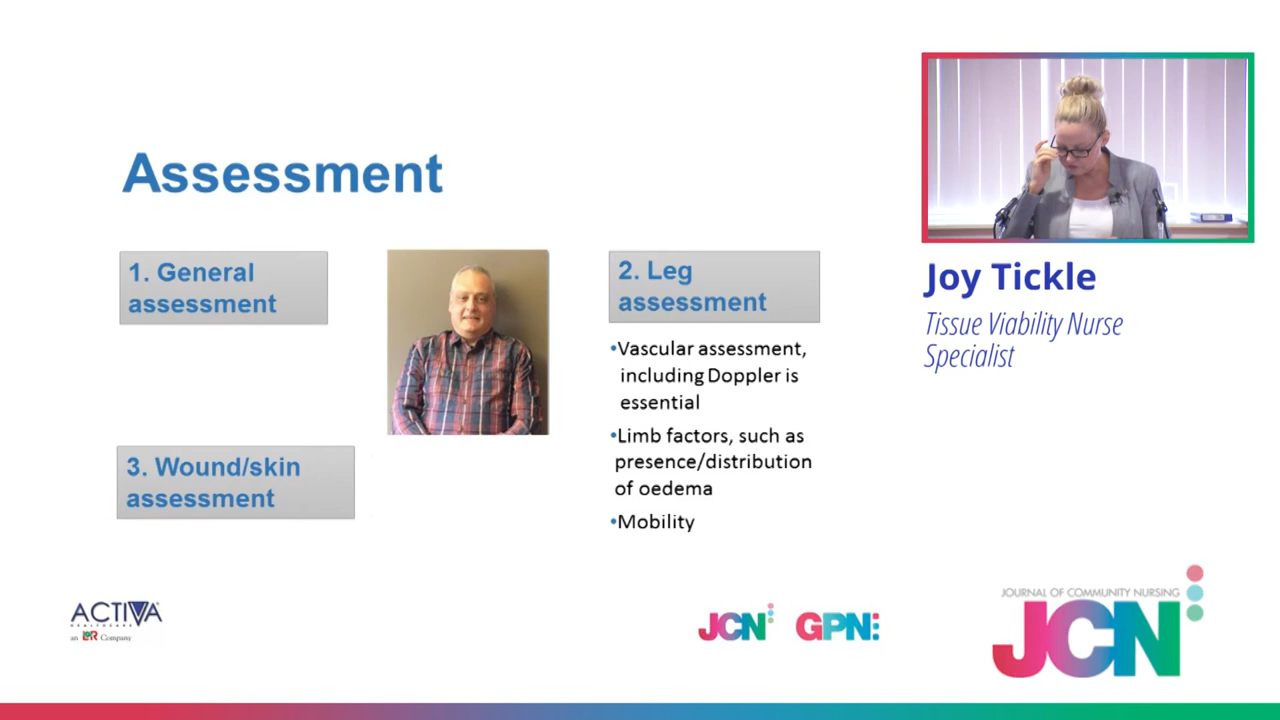 Assessment
1. General
assessment
2. Leg
assessment
•Vascular assessment,
including Doppler is
essential
•Limb factors, such as
presence/distribution
of oedema
•Mobility
3. Wound/skin
assessment
Joy Tickle
Tissue Viability Nurse
Specialist
ACTIVA
HEALTHCARE
an L&R Company
JCN
GPN
JOURNAL OF COMMUNITY NURSING
JCN